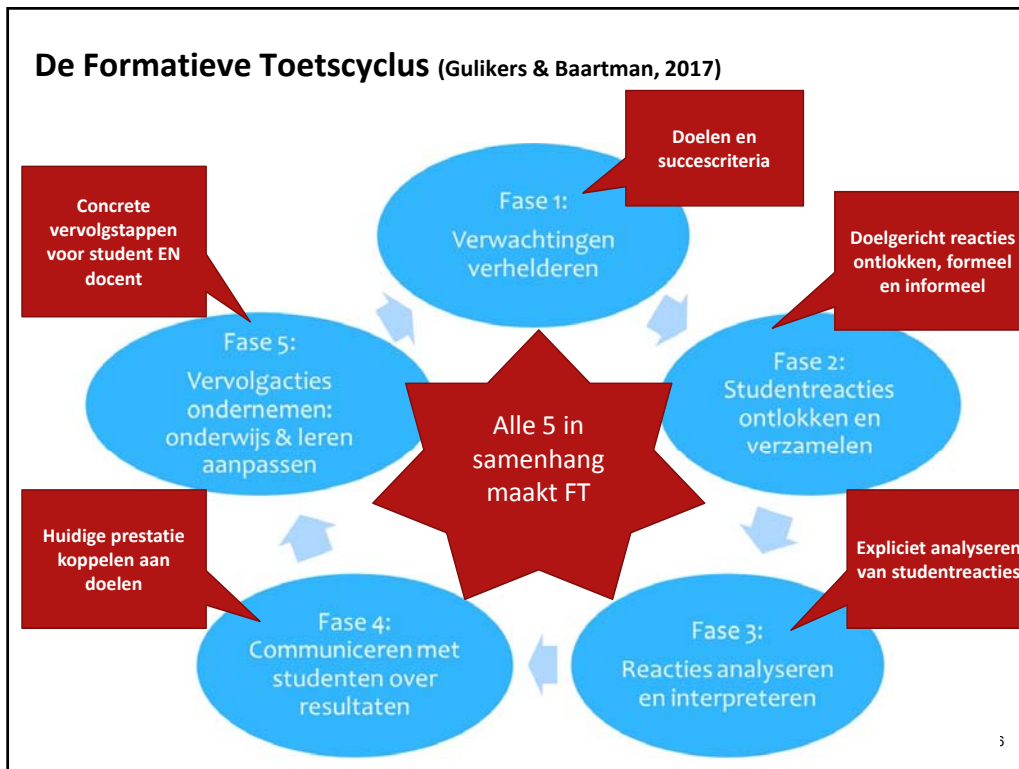 De Formatieve Toetscyclus (Gulikers & Baartman, 2017)
Doelen en
succescriteria
Fase 1:
Verwachtingen
verhelderen
Doelgericht reacties
ontlokken, formeel
en informeel
Fase 2:
Studentreacties
ontlokken en
verzamelen
Expliciet analyseren
van studentreacties
Fase 3:
Reacties analyseren
en interpreteren
Huidige prestatie
koppelen aan
doelen
Fase 4:
Communiceren met
studenten over
resultaten
Concrete
vervolgstappen
voor student EN
docent
Fase 5:
Vervolgacties
ondernemen:
onderwijs & leren
aanpassen
Alle 5 in
samenhang
maakt FT